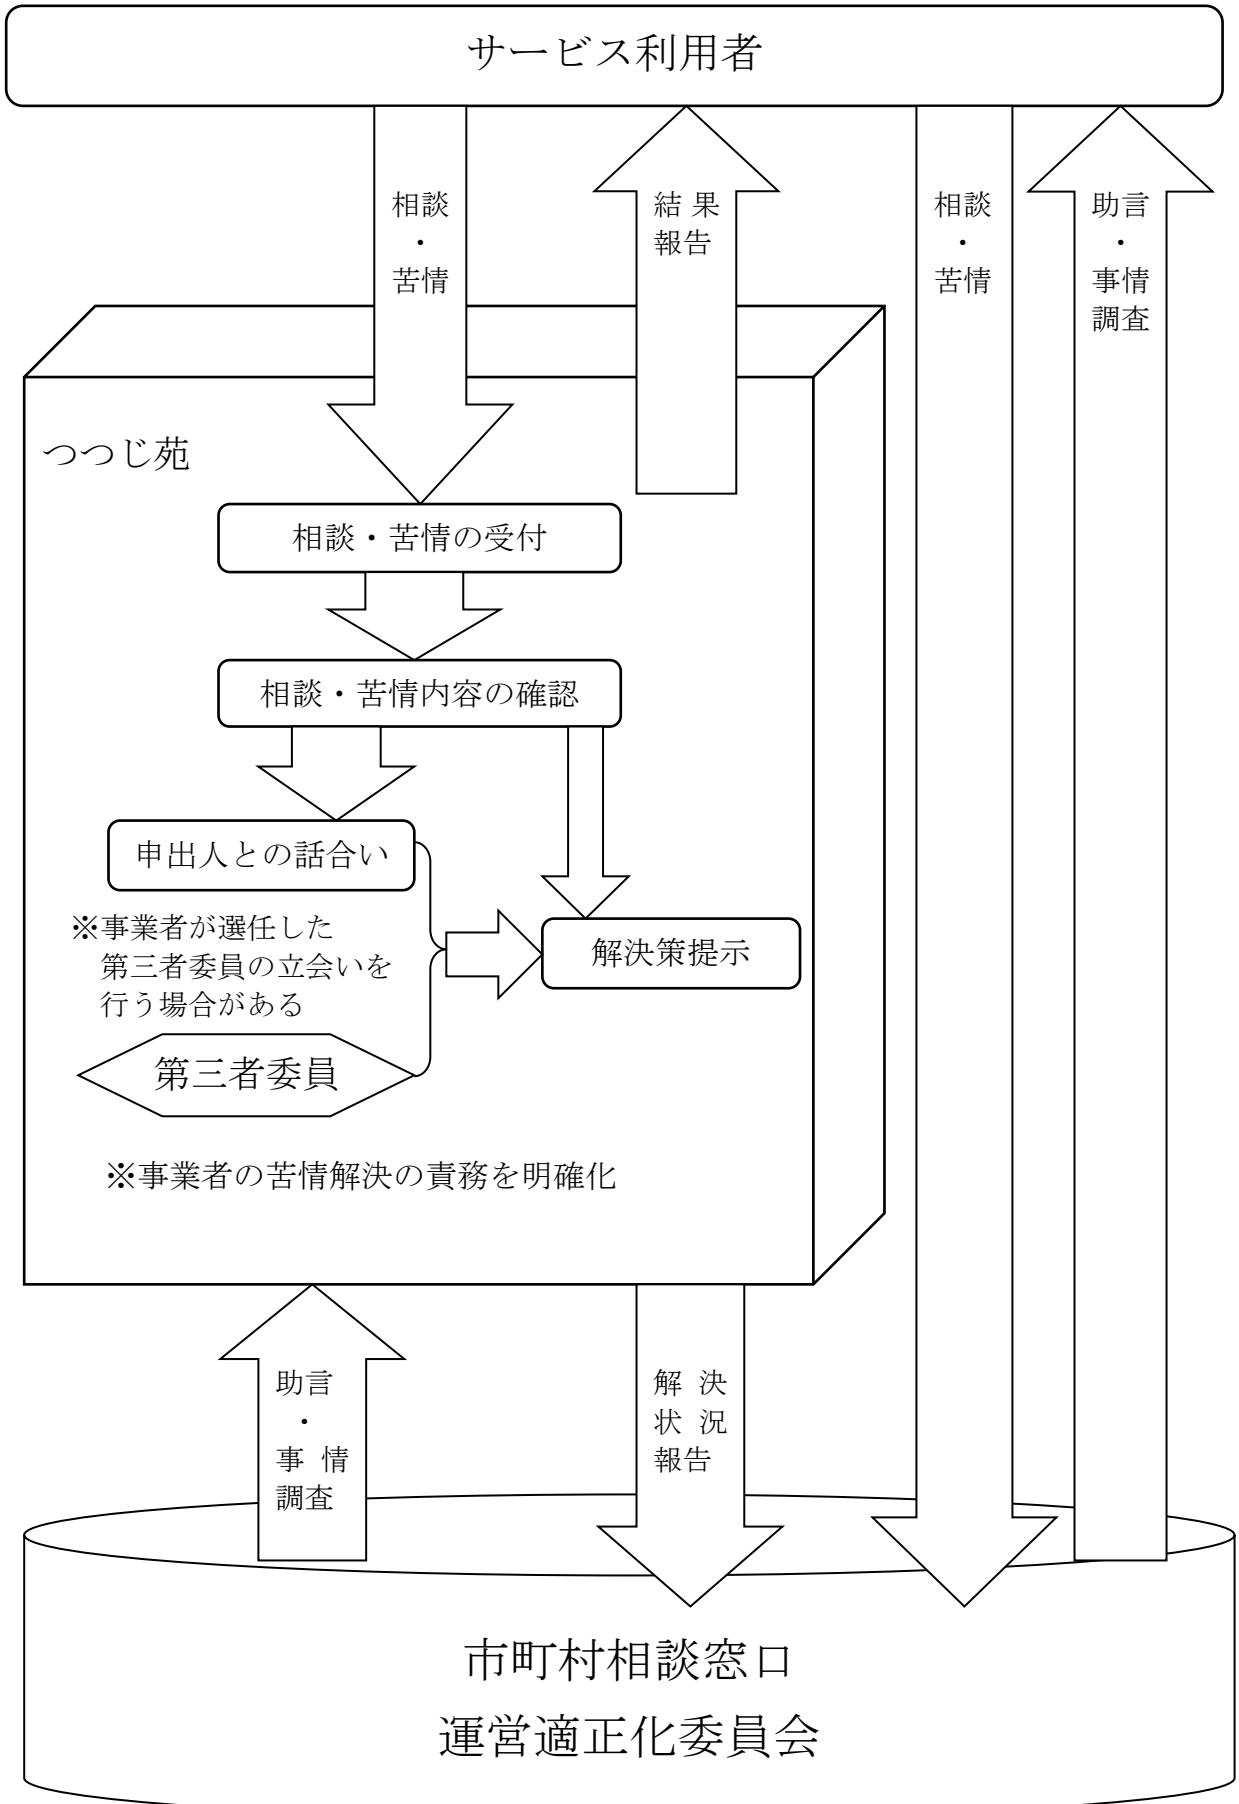 サービス利用者
相談
・
苦情
結果
報告
相談
・
苦情
助言
・
事情
調査
つつじ苑
相談・苦情の受付
相談・苦情内容の確認
申出人との話合い
※事業者が選任した
第三者委員の立会いを
行う場合がある
解決策提示
第三者委員
※事業者の苦情解決の責務を明確化
助言
・
事情
調査
解決
状況
報告
市町村相談窓口
運営適正化委員会